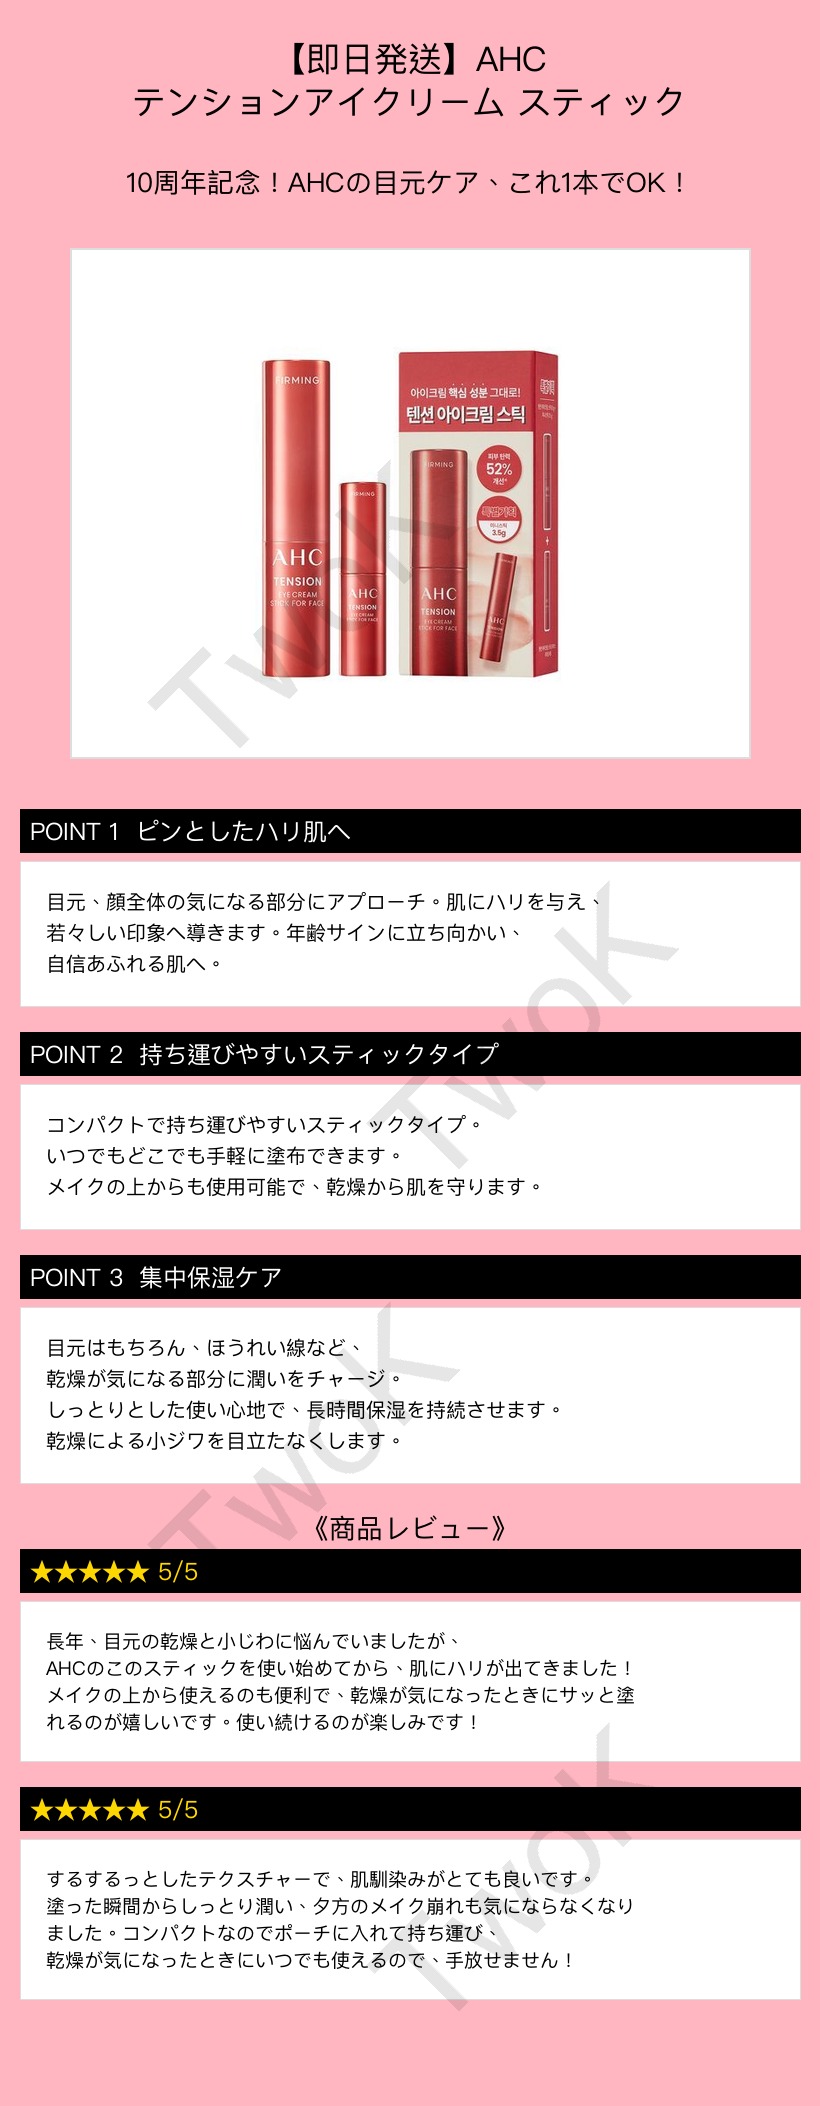 【即日発送】AHC
テンションアイクリーム スティック
10周年記念！AHCの目元ケア、これ1本でOK！
FIRMING
AHC
TENSION
EYE CREAM
STICK FOR FACE
FIRMING
AHC
TENSION
EYE CREAM
STICK FOR FACE
아이크림 핵심 성분 그대로!
텐션 아이크림 스틱
피부 탄력
52%
개선
FIRMING
미니스틱
3.5g
AHC
TENSION
EYE CREAM
STICK FOR FACE
AHC
TwoK
POINT 1 ピンとしたハリ肌へ
目元、顔全体の気になる部分にアプローチ。肌にハリを与え、
若々しい印象へ導きます。年齢サインに立ち向かい、
自信あふれる肌へ。
TwoK
POINT 2 持ち運びやすいスティックタイプ
コンパクトで持ち運びやすいスティックタイプ。
いつでもどこでも手軽に塗布できます。
メイクの上からも使用可能で、乾燥から肌を守ります。
POINT 3 集中保湿ケア
目元はもちろん、ほうれい線など、
乾燥が気になる部分に潤いをチャージ。
しっとりとした使い心地で、長時間保湿を持続させます。
乾燥による小ジワを目立たなくします。
TwoK
《商品レビュー》
★★★★★ 5/5
長年、目元の乾燥と小じわに悩んでいましたが、
AHCのこのスティックを使い始めてから、肌にハリが出てきました！
メイクの上から使えるのも便利で、乾燥が気になったときにサッと塗
れるのが嬉しいです。使い続けるのが楽しみです！
★★★★★ 5/5
するするっとしたテクスチャーで、肌馴染みがとても良いです。
塗った瞬間からしっとり潤い、夕方のメイク崩れも気にならなくなり
ました。コンパクトなのでポーチに入れて持ち運び、
乾燥が気になったときにいつでも使えるので、手放せません！
TwoK